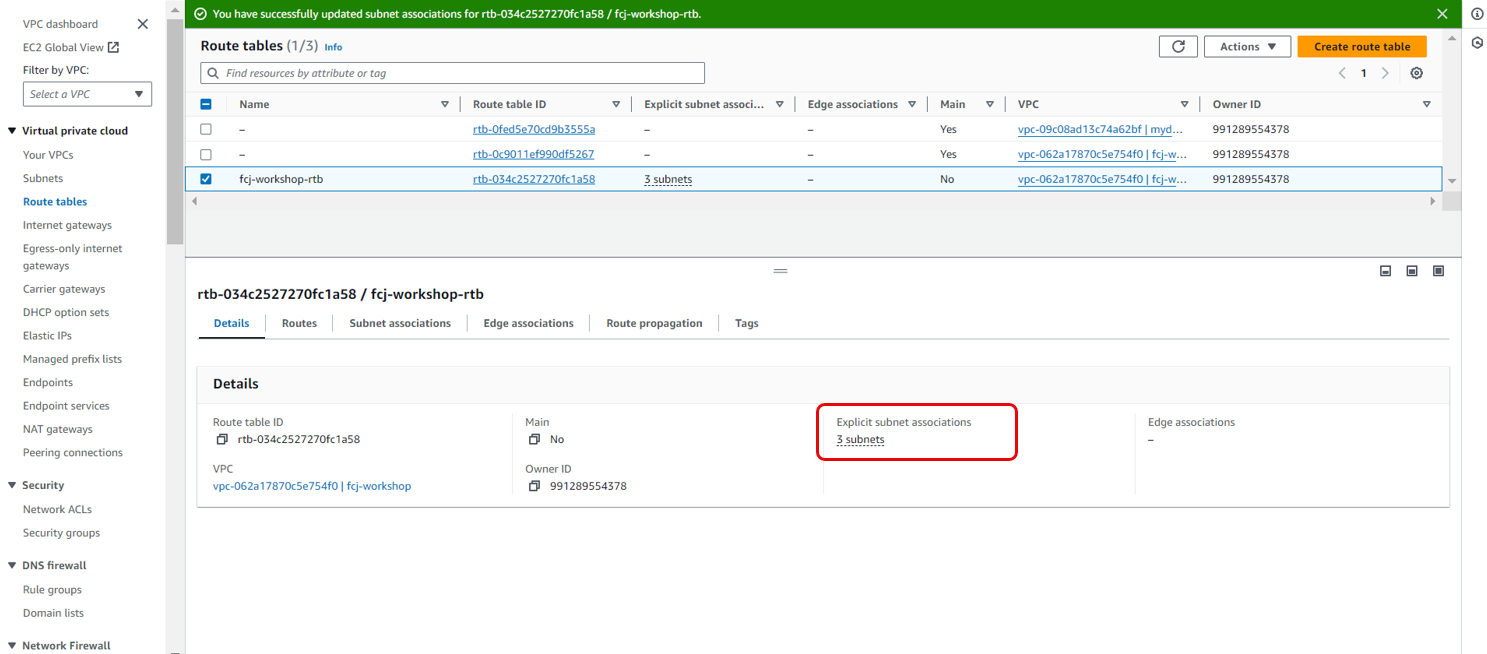 VPC dashboard
EC2 Global View
Filter by VPC:
Select a VPC
Virtual private cloud
Your VPCs
Subnets
Route tables
Internet gateways
Egress-only internet
gateways
Carrier gateways
DHCP option sets
Elastic IPs
Managed prefix lists
Endpoints
Endpoint services
NAT gateways
Peering connections
Security
Network ACLs
Security groups
DNS firewall
Rule groups
Domain lists
Network Firewall
You have successfully updated subnet associations for rtb-034c2527270fc1a58 / fcj-workshop-rtb.
Route tables (1/3) Info
Actions
Create route table
Find resources by attribute or tag
1
Name Route table ID Explicit subnet associ... Edge associations Main VPC Owner ID
– rtb-0fed5e70cd9b3555a – – Yes vpc-09c08ad13c74a62bf | myd... 991289554378
– rtb-0c9011ef990df5267 – – Yes vpc-062a17870c5e754f0 | fcj-w... 991289554378
fcj-workshop-rtb rtb-034c2527270fc1a58 3 subnets – No vpc-062a17870c5e754f0 | fcj-w... 991289554378
rtb-034c2527270fc1a58 / fcj-workshop-rtb
Details Routes Subnet associations Edge associations Route propagation Tags
Details
Route table ID
rtb-034c2527270fc1a58
Main
No
Explicit subnet associations
3 subnets
Edge associations
–
VPC
vpc-062a17870c5e754f0 | fcj-workshop
Owner ID
991289554378